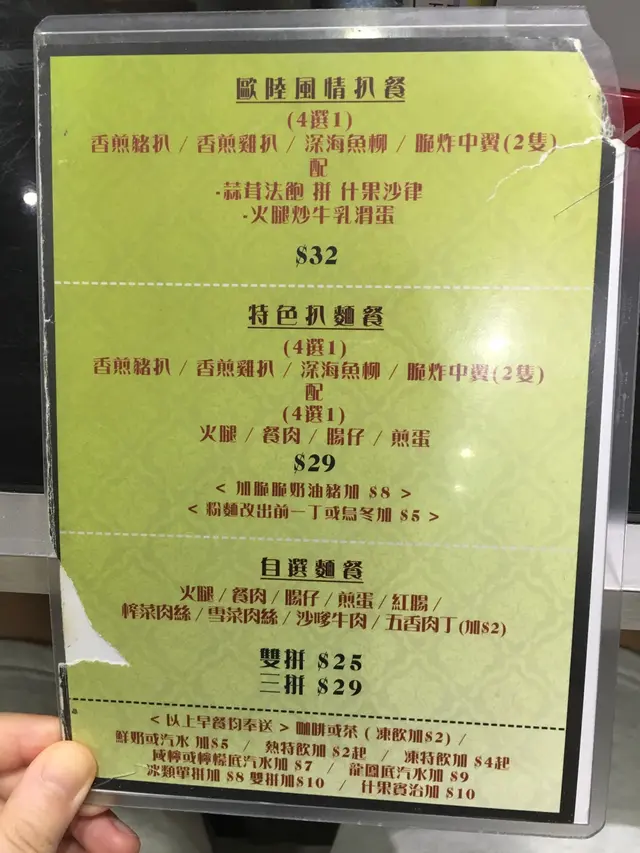 歐陸風情扒餐
(4選1)
香煎豬扒 / 香煎雞扒 / 深海魚柳 / 脆炸中翼(2隻)
配
·蒜茸法飽 拼 什果沙律
·火腿炒牛乳滑蛋
$32
特色扒麵餐
(4選1)
香煎豬扒 / 香煎雞扒 / 深海魚柳 / 脆炸中翼(2隻)
配
(4選1)
火腿 / 餐肉 / 腸仔 / 煎蛋
$29
< 加脆脆奶油豬加 $8 >
< 粉麵改出前一丁或烏冬加 $5 >
自選麵餐
火腿 / 餐肉 / 腸仔 / 煎蛋 / 紅腸 /
榨菜肉絲 / 雪菜肉絲 / 沙嗲牛肉 / 五香肉丁(加$2)
雙拼 $25
三拼 $29
< 以上早餐均奉送 > 咖啡或茶 ( 凍飲加$2) /
鮮奶或汽水 加$5 / 熱特飲加 $2起 / 凍特飲加 $4起
咸檸或檸檬底汽水加 $7 / 龍圖底汽水加 $9
冰類單拼加 $8 雙拼加$10 / 什果賓治加 $10